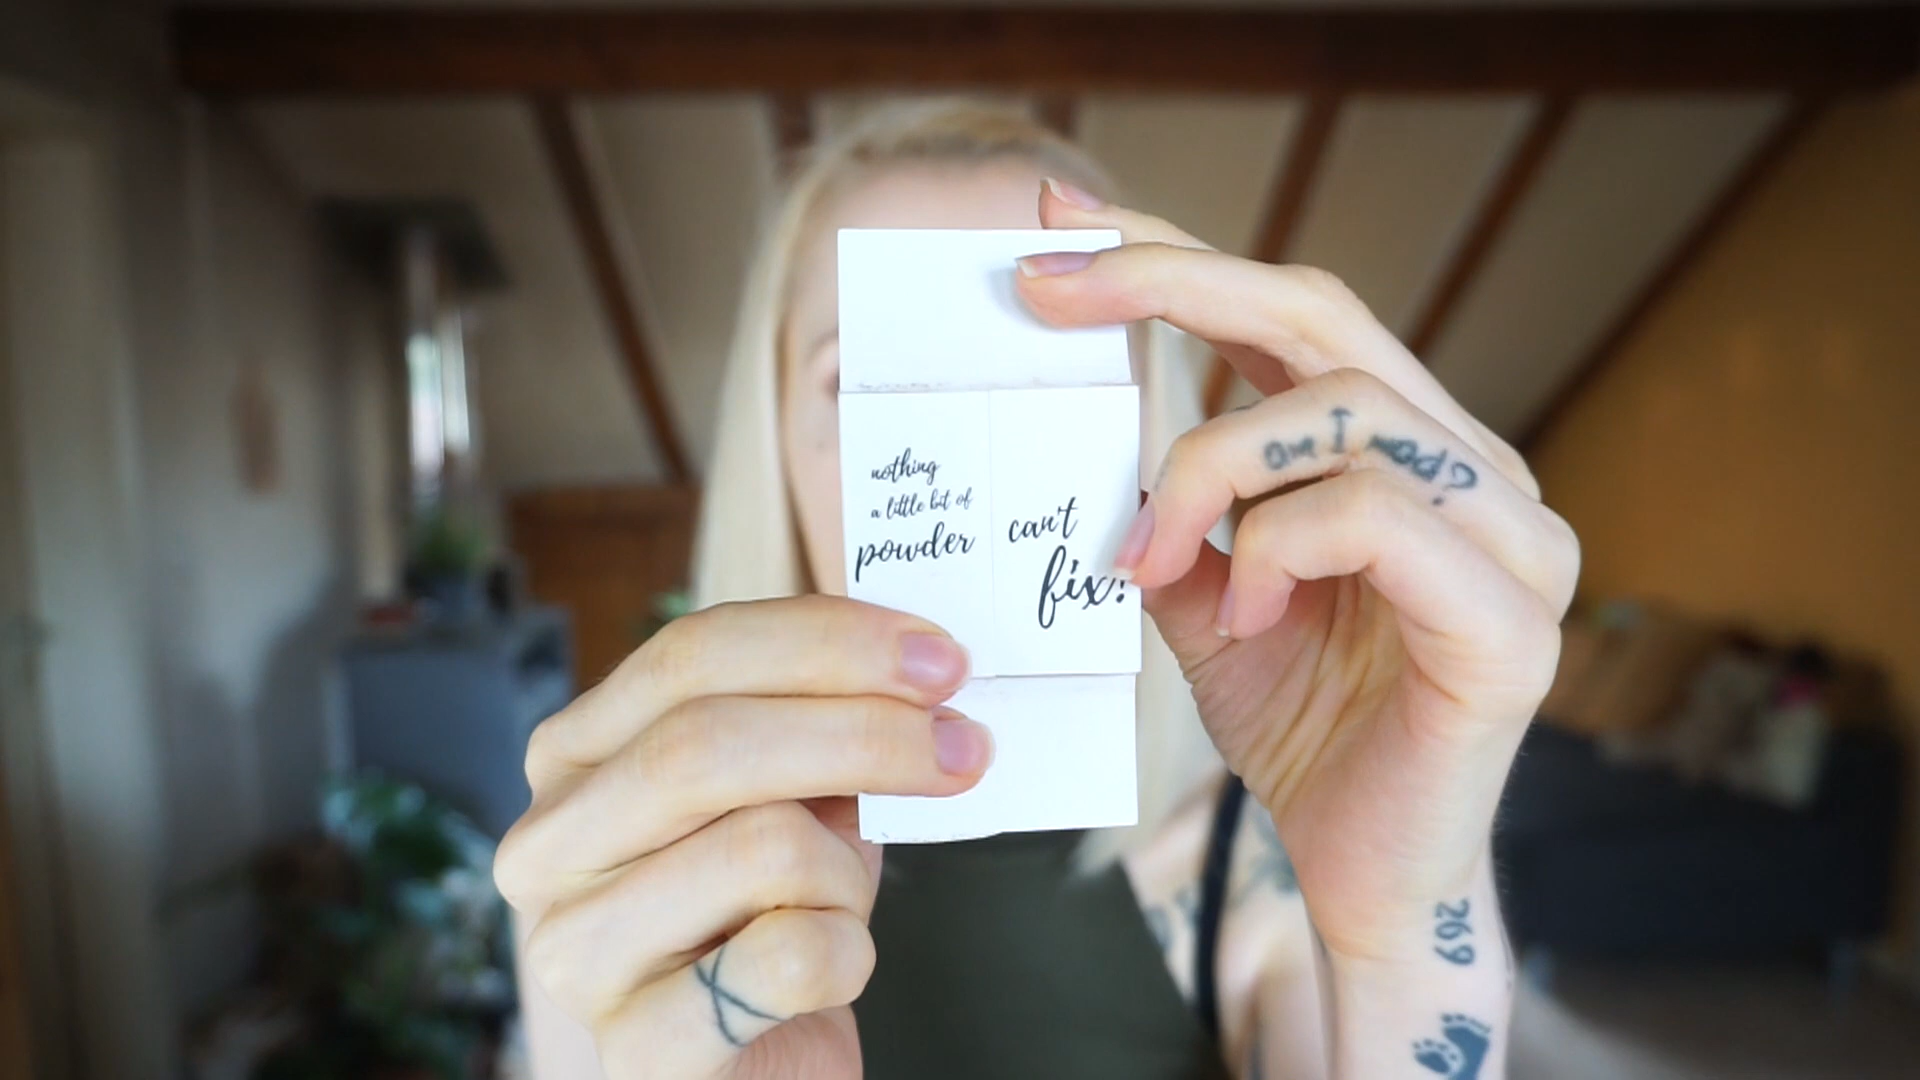 nothing
a little bit of
powder
can't
fix!
am I mad?
269